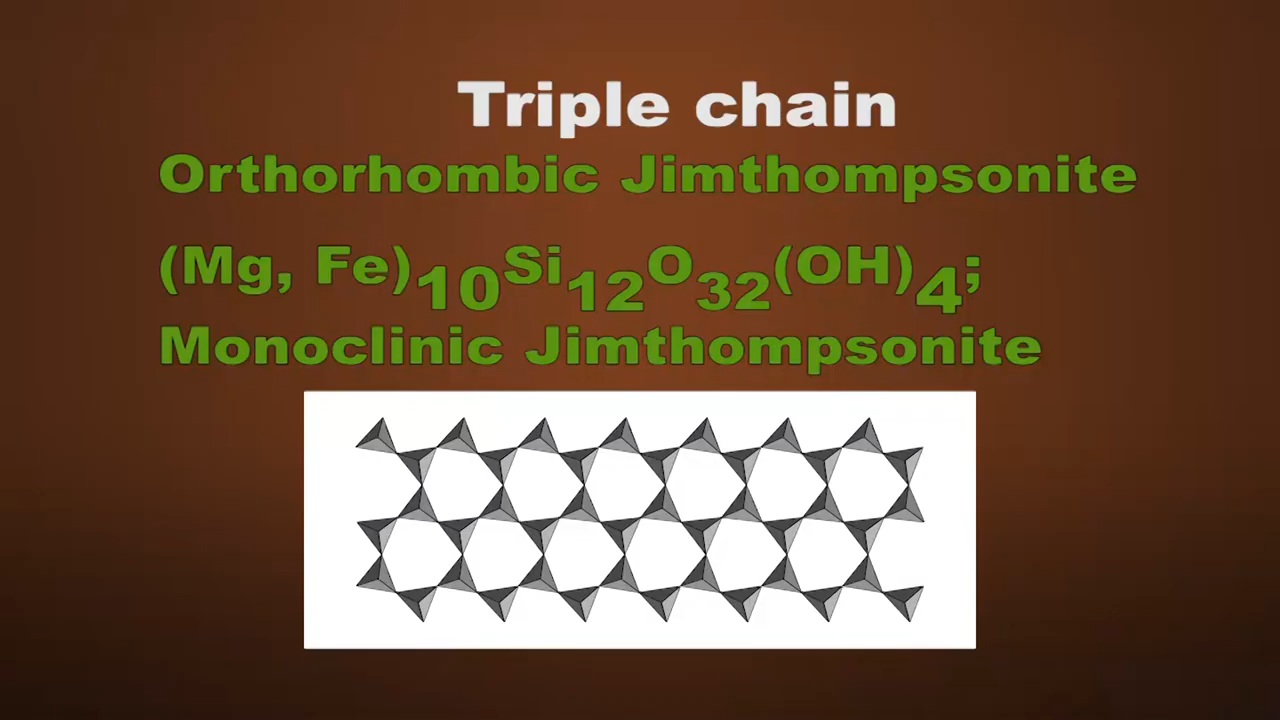 Triple chain
Orthorhombic Jimthompsonite
(Mg, Fe)₁₀Si₁₂O₃₂(OH)₄;
Monoclinic Jimthompsonite